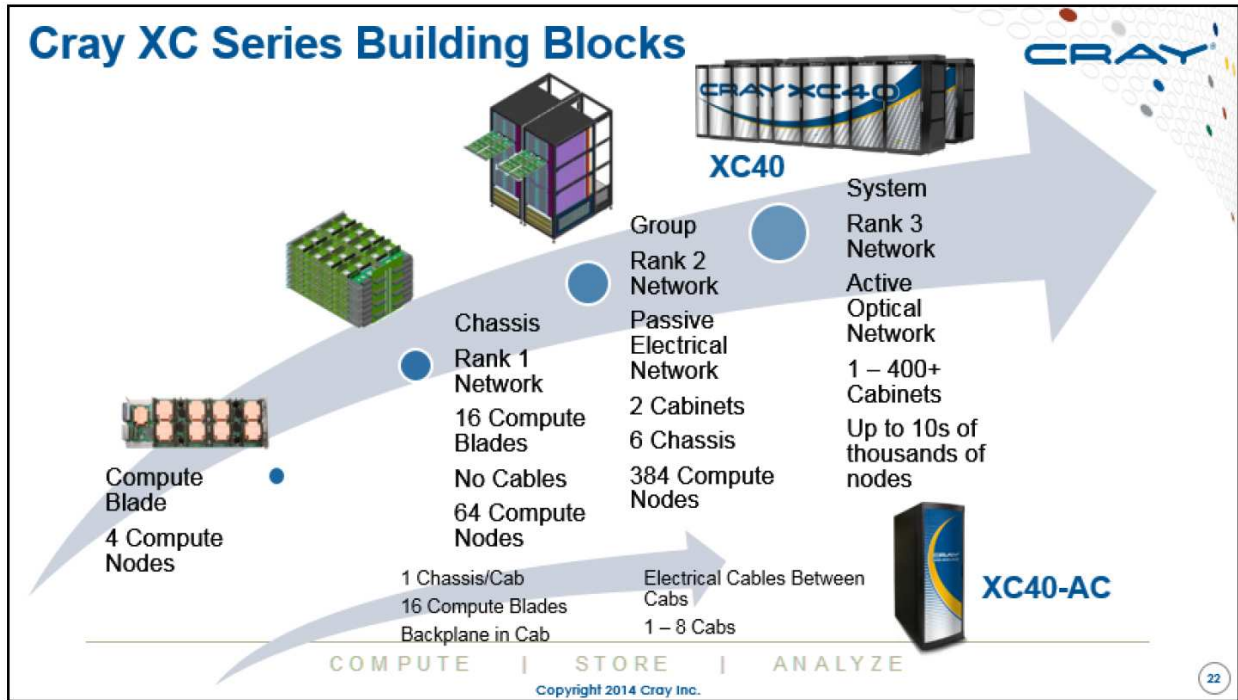 Cray XC Series Building Blocks
CRAY
CRAY XC40
XC40
Compute
Blade
4 Compute
Nodes
Chassis
Rank 1
Network
16 Compute
Blades
No Cables
64 Compute
Nodes
Group
Rank 2
Network
Passive
Electrical
Network
2 Cabinets
6 Chassis
384 Compute
Nodes
System
Rank 3
Network
Active
Optical
Network
1 – 400+
Cabinets
Up to 10s of
thousands of
nodes
1 Chassis/Cab
16 Compute Blades
Backplane in Cab
Electrical Cables Between
Cabs
1 – 8 Cabs
CRAY
XC40-AC
COMPUTE | STORE | ANALYZE
Copyright 2014 Cray Inc.
22